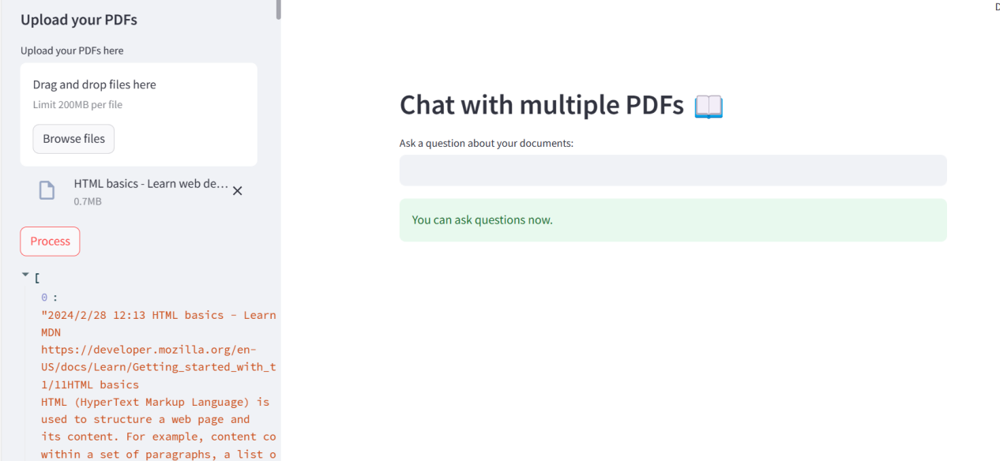 Upload your PDFs
Upload your PDFs here
Drag and drop files here
Limit 200MB per file
Browse files
HTML basics - Learn web de...
0.7MB
Process
[
0 :
"2024/2/28 12:13 HTML basics - Learn
MDN
https://developer.mozilla.org/en-
US/docs/Learn/Getting_started_with_t
1/11HTML basics
HTML (HyperText Markup Language) is
used to structure a web page and
its content. For example, content co
within a set of paragraphs, a list o
D
Chat with multiple PDFs
Ask a question about your documents:
You can ask questions now.